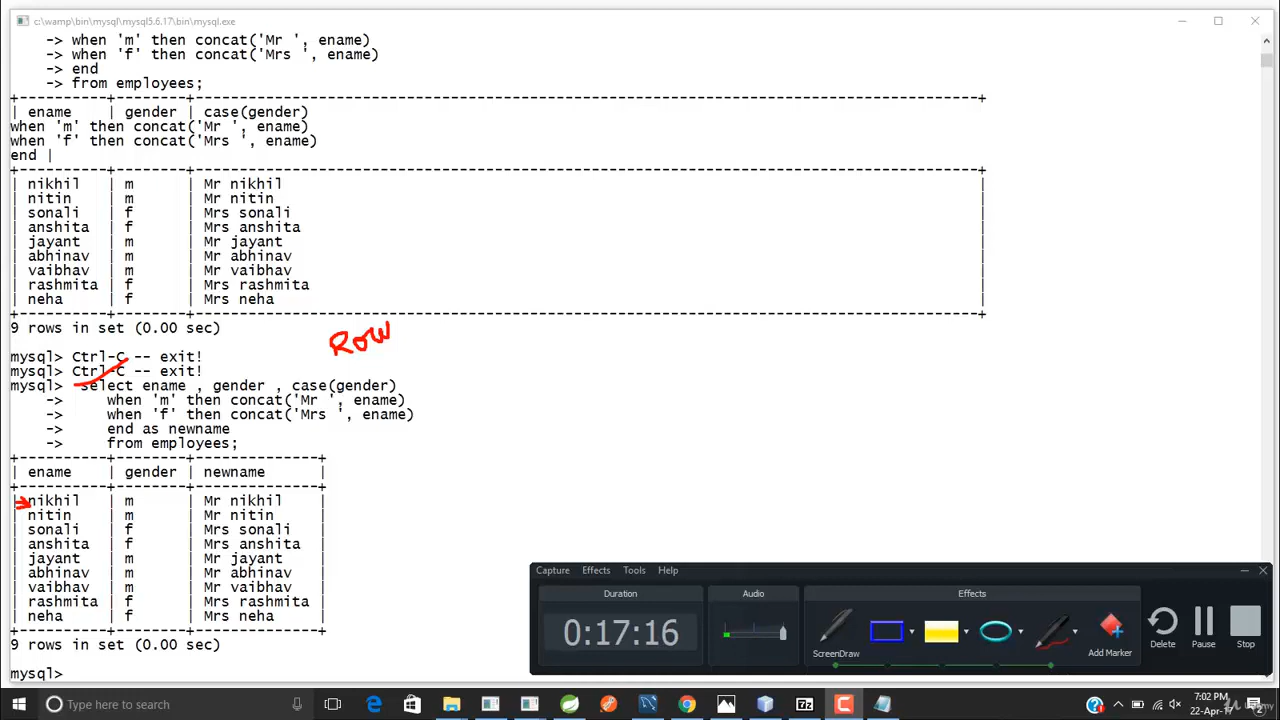 c:\wamp\bin\mysql\mysql5.6.17\bin\mysql.exe
-> when 'm' then concat('Mr ', ename)
-> when 'f' then concat('Mrs ', ename)
-> end
-> from employees;
+-----------+--------+------------------------------------------------------------------------------------------+
| ename | gender | case(gender)
when 'm' then concat('Mr ', ename)
when 'f' then concat('Mrs ', ename)
end |
+-----------+--------+------------------------------------------------------------------------------------------+
| nikhil | m | Mr nikhil |
| nitin | m | Mr nitin |
| sonali | f | Mrs sonali |
| anshita | f | Mrs anshita |
| jayant | m | Mr jayant |
| abhinav | m | Mr abhinav |
| vaibhav | m | Mr vaibhav |
| rashmita | f | Mrs rashmita |
| neha | f | Mrs neha |
+-----------+--------+------------------------------------------------------------------------------------------+
9 rows in set (0.00 sec)
Row
mysql> Ctrl-C -- exit!
mysql> Ctrl-C -- exit!
mysql> select ename , gender , case(gender)
-> when 'm' then concat('Mr ', ename)
-> when 'f' then concat('Mrs ', ename)
-> end as newname
-> from employees;
+-----------+--------+---------------+
| ename | gender | newname |
+-----------+--------+---------------+
| nikhil | m | Mr nikhil |
| nitin | m | Mr nitin |
| sonali | f | Mrs sonali |
| anshita | f | Mrs anshita |
| jayant | m | Mr jayant |
| abhinav | m | Mr abhinav |
| vaibhav | m | Mr vaibhav |
| rashmita | f | Mrs rashmita |
| neha | f | Mrs neha |
+-----------+--------+---------------+
9 rows in set (0.00 sec)
mysql>
Capture Effects Tools Help
Duration Audio Effects
0:17:16
ScreenDraw Add Marker Delete Pause Stop
Type here to search
7:02 PM
22-Apr-17